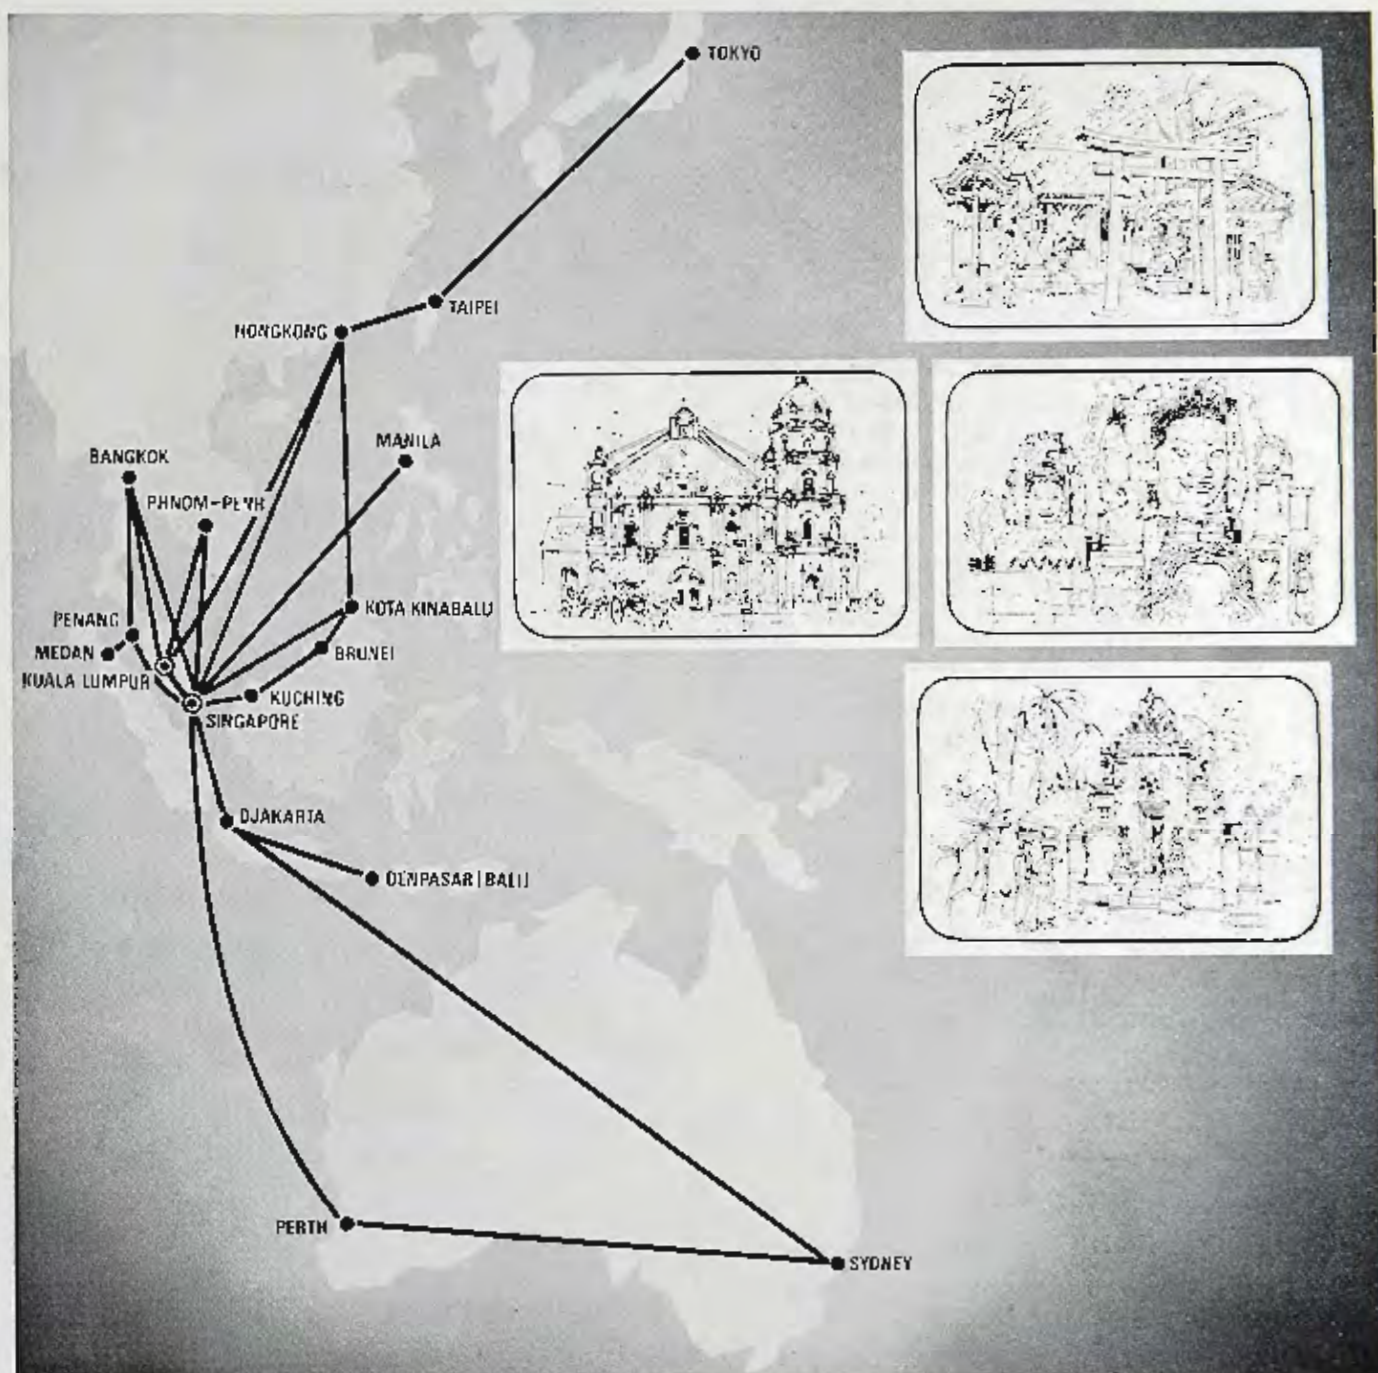 TOKYO
TAIPEI
HONGKONG
MANILA
BANGKOK
PHNOM-PENH
KOTA KINABALU
PENANG
BRUNEI
MEDAN
KUALA LUMPUR
KUCHING
SINGAPORE
DJAKARTA
DENPASAR (BALI)
PERTH
SYDNEY